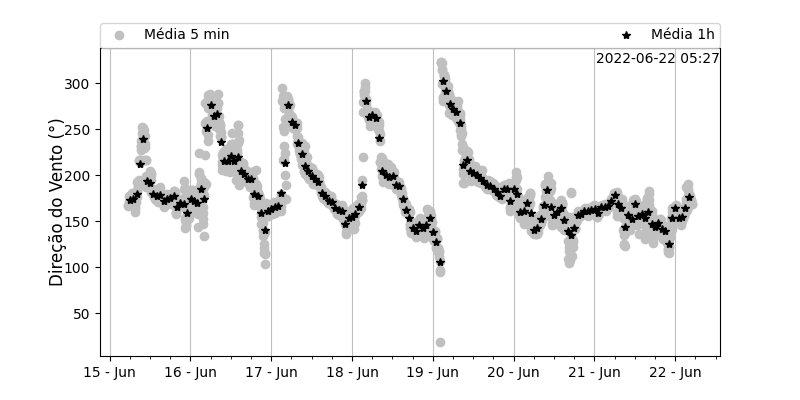 Média 5 min
Média 1h
2022-06-22 05:27
Direção do Vento (°)
300
250
200
150
100
50
15 - Jun
16 - Jun
17 - Jun
18 - Jun
19 - Jun
20 - Jun
21 - Jun
22 - Jun